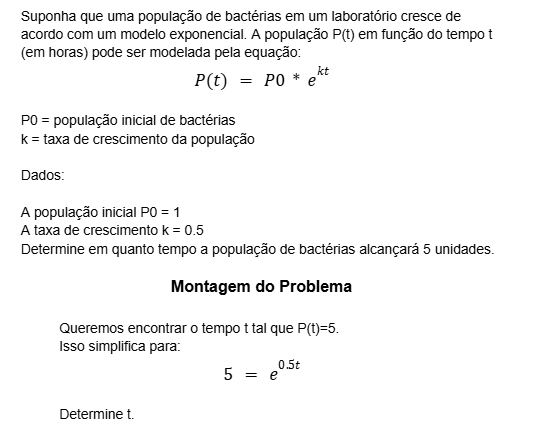 Suponha que uma população de bactérias em um laboratório cresce de
acordo com um modelo exponencial. A população P(t) em função do tempo t
(em horas) pode ser modelada pela equação:
P(t) = P0 * e^{kt}
P0 = população inicial de bactérias
k = taxa de crescimento da população
Dados:
A população inicial P0 = 1
A taxa de crescimento k = 0.5
Determine em quanto tempo a população de bactérias alcançará 5 unidades.
Montagem do Problema
Queremos encontrar o tempo t tal que P(t)=5.
Isso simplifica para:
5 = e^{0.5t}
Determine t.